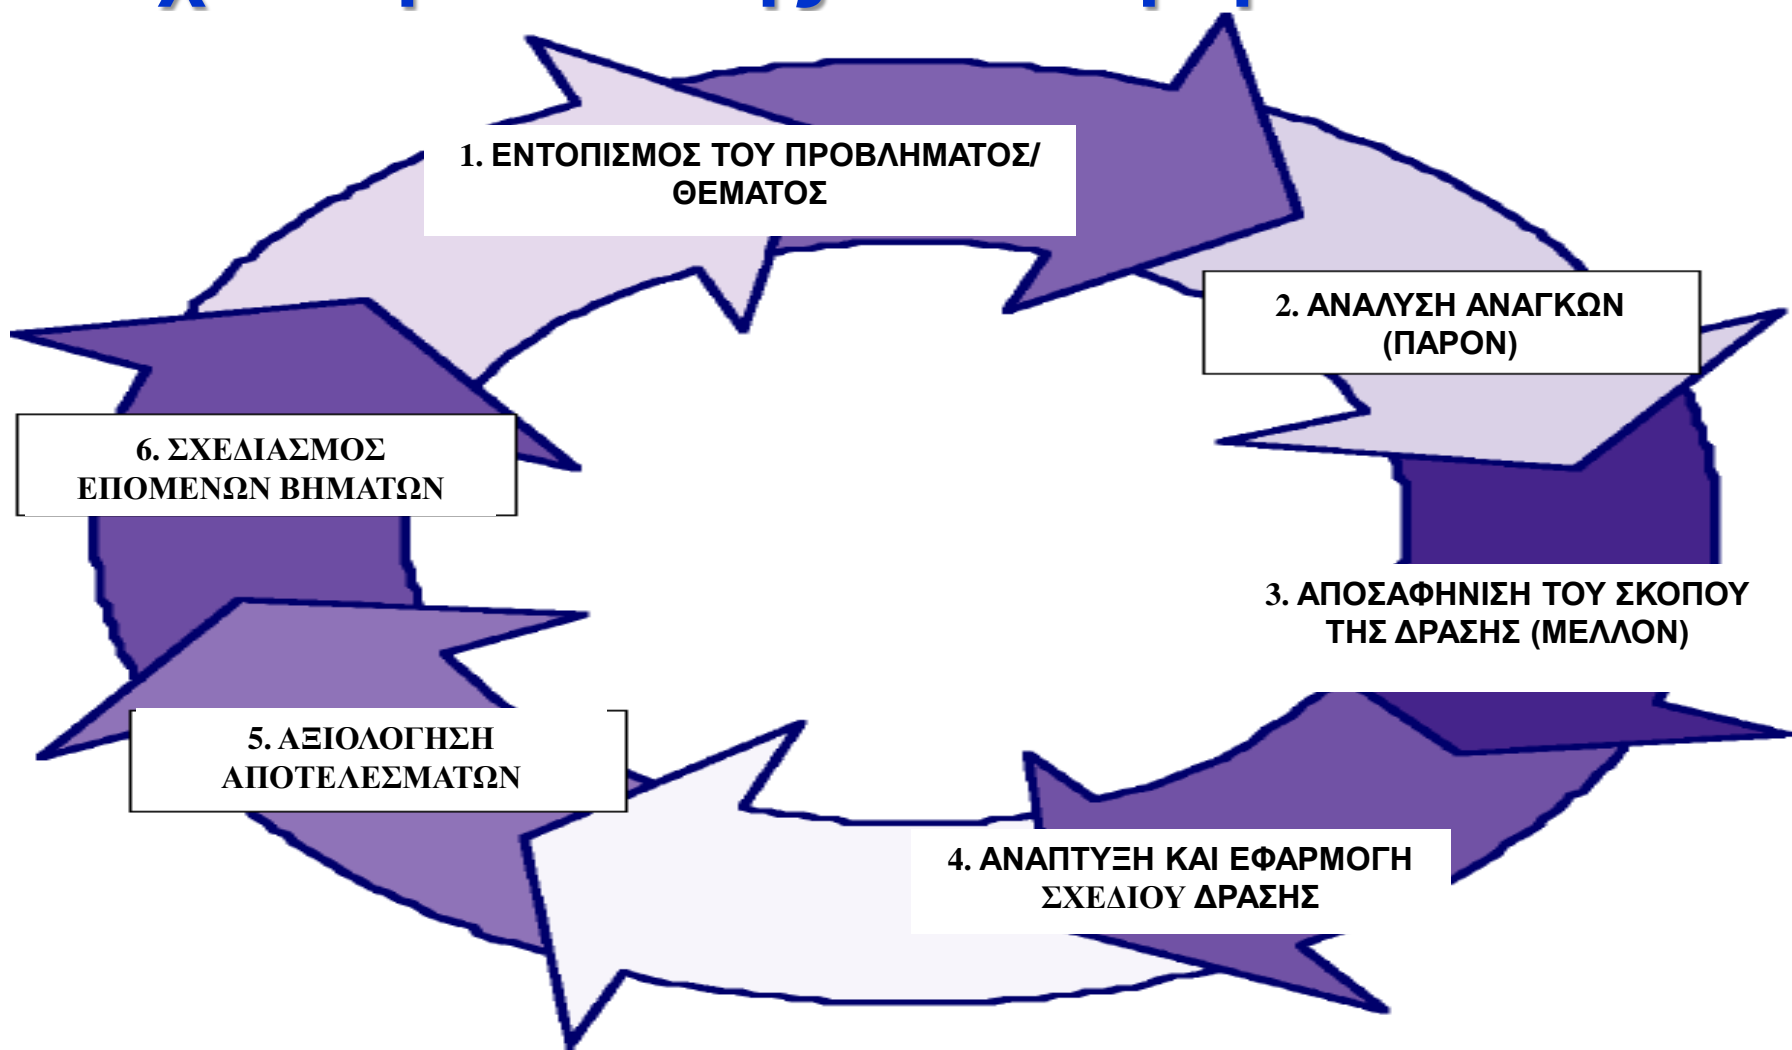 1. ΕΝΤΟΠΙΣΜΟΣ ΤΟΥ ΠΡΟΒΛΗΜΑΤΟΣ/
ΘΕΜΑΤΟΣ
2. ΑΝΑΛΥΣΗ ΑΝΑΓΚΩΝ
(ΠΑΡΟΝ)
3. ΑΠΟΣΑΦΗΝΙΣΗ ΤΟΥ ΣΚΟΠΟΥ
ΤΗΣ ΔΡΑΣΗΣ (ΜΕΛΛΟΝ)
4. ΑΝΑΠΤΥΞΗ ΚΑΙ ΕΦΑΡΜΟΓΗ
ΣΧΕΔΙΟΥ ΔΡΑΣΗΣ
5. ΑΞΙΟΛΟΓΗΣΗ
ΑΠΟΤΕΛΕΣΜΑΤΩΝ
6. ΣΧΕΔΙΑΣΜΟΣ
ΕΠΟΜΕΝΩΝ ΒΗΜΑΤΩΝ